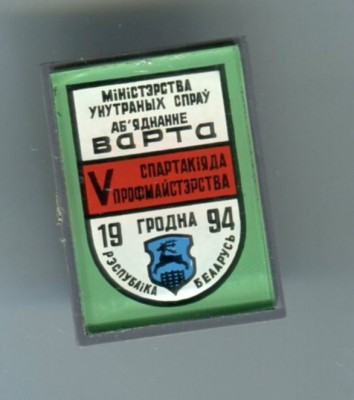 МІНІСТЭРСТВА
УНУТРАНЫХ СПРАЎ
АБ'ЯДНАННЕ
ВАРТА
V СПАРТАКІЯДА
ПРОФМАЙСТЭРСТВА
19 ГРОДНА 94
РЭСПУБЛІКА БЕЛАРУСЬ